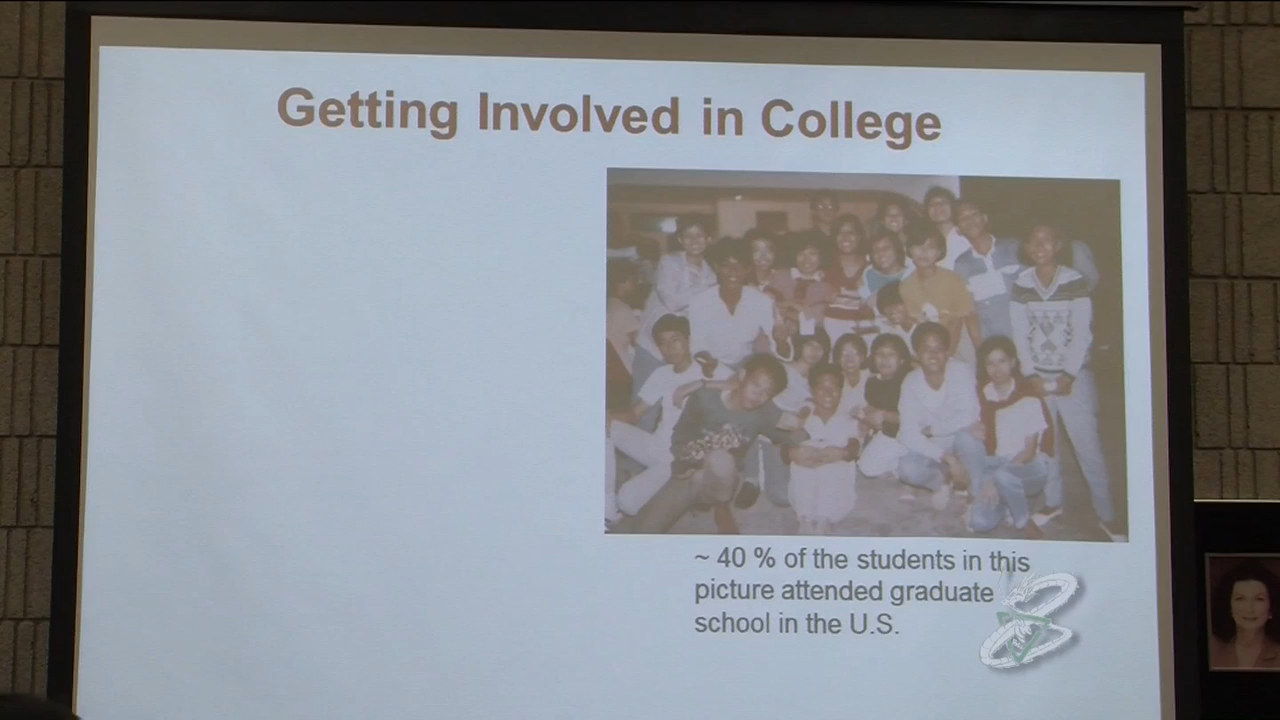 Getting Involved in College
~ 40 % of the students in this
picture attended graduate
school in the U.S.